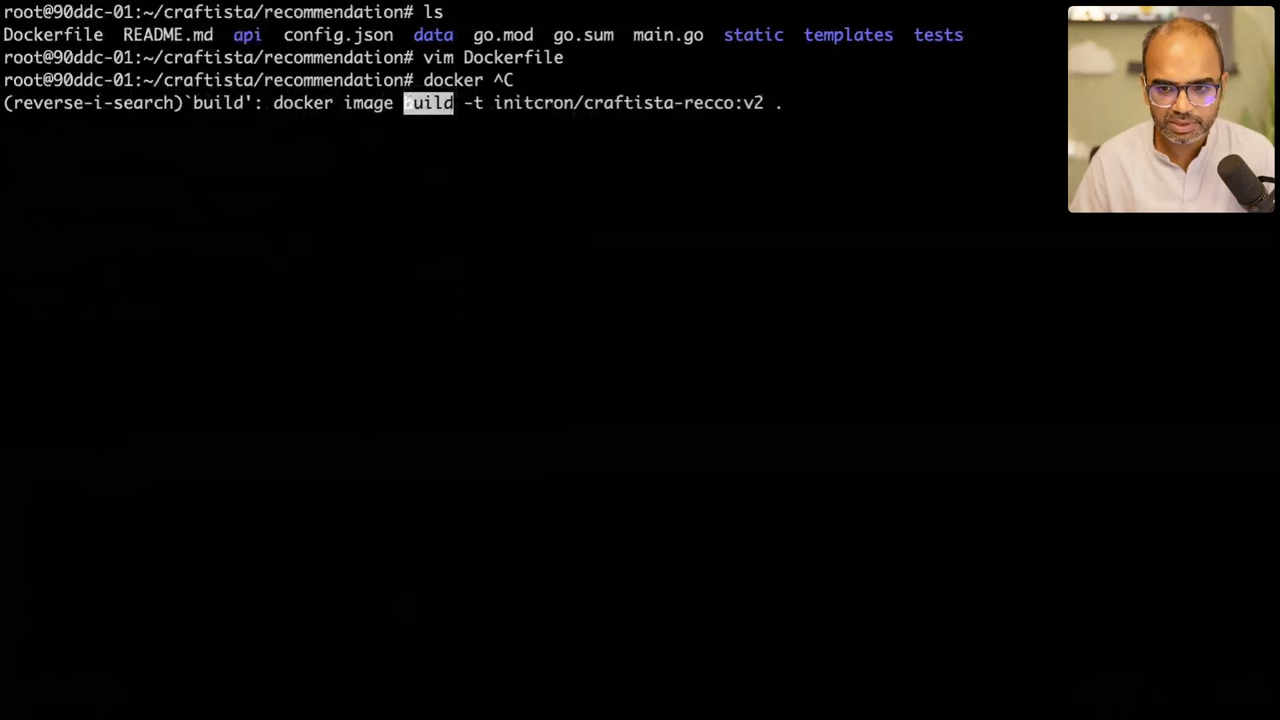 root@90ddc-01:~/craftista/recommendation# ls
Dockerfile README.md api config.json data go.mod go.sum main.go static templates tests
root@90ddc-01:~/craftista/recommendation# vim Dockerfile
root@90ddc-01:~/craftista/recommendation# docker ^C
(reverse-i-search)`build': docker image build -t initcron/craftista-recco:v2 .